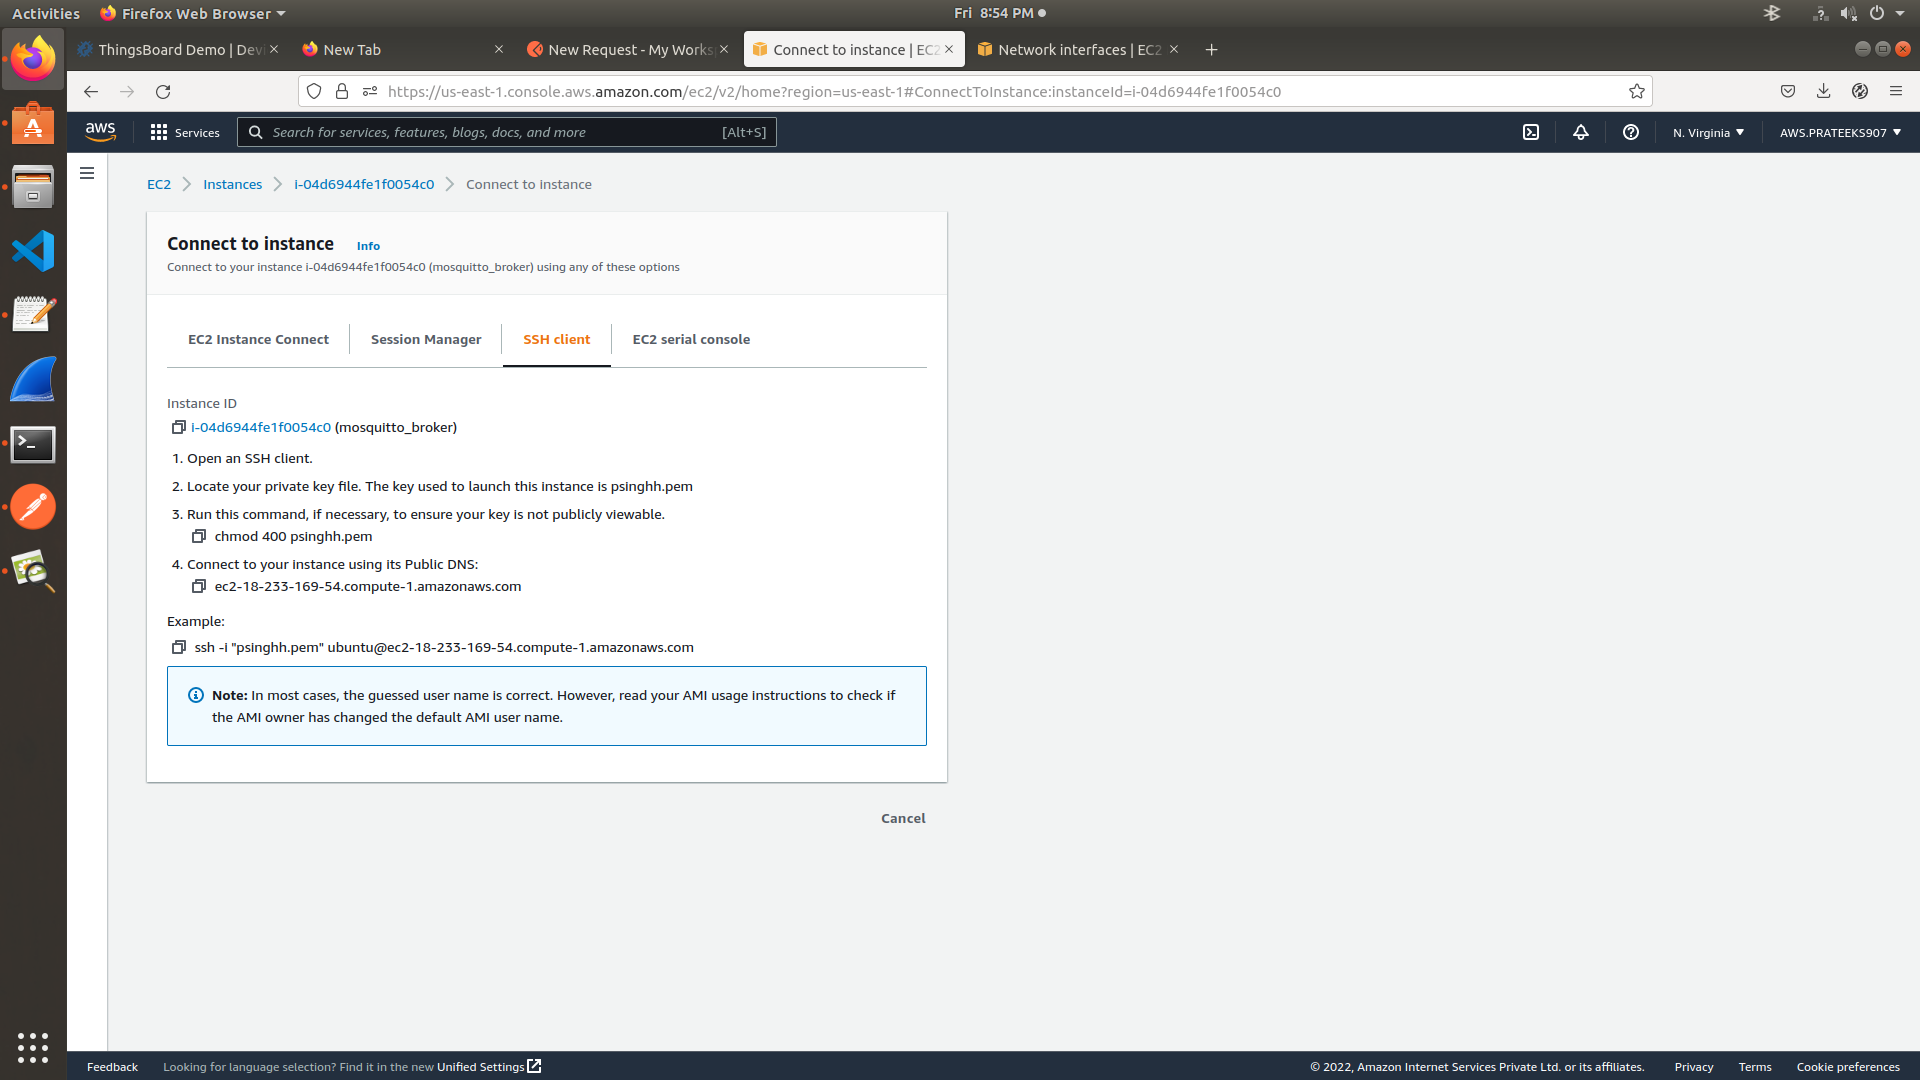 Activities
Firefox Web Browser
Fri 8:54 PM
ThingsBoard Demo | Devi
New Tab
New Request - My Works
Connect to instance | EC2
Network interfaces | EC2
https://us-east-1.console.aws.amazon.com/ec2/v2/home?region=us-east-1#ConnectToInstance:instanceId=i-04d6944fe1f0054c0
aws
Services
Search for services, features, blogs, docs, and more
[Alt+S]
N. Virginia
AWS.PRATEEKS907
EC2
Instances
i-04d6944fe1f0054c0
Connect to instance
Connect to instance
Info
Connect to your instance i-04d6944fe1f0054c0 (mosquitto_broker) using any of these options
EC2 Instance Connect
Session Manager
SSH client
EC2 serial console
Instance ID
i-04d6944fe1f0054c0 (mosquitto_broker)
1. Open an SSH client.
2. Locate your private key file. The key used to launch this instance is psinghh.pem
3. Run this command, if necessary, to ensure your key is not publicly viewable.
chmod 400 psinghh.pem
4. Connect to your instance using its Public DNS:
ec2-18-233-169-54.compute-1.amazonaws.com
Example:
ssh -i "psinghh.pem" ubuntu@ec2-18-233-169-54.compute-1.amazonaws.com
Note: In most cases, the guessed user name is correct. However, read your AMI usage instructions to check if
the AMI owner has changed the default AMI user name.
Cancel
Feedback
Looking for language selection? Find it in the new Unified Settings
© 2022, Amazon Internet Services Private Ltd. or its affiliates.
Privacy
Terms
Cookie preferences